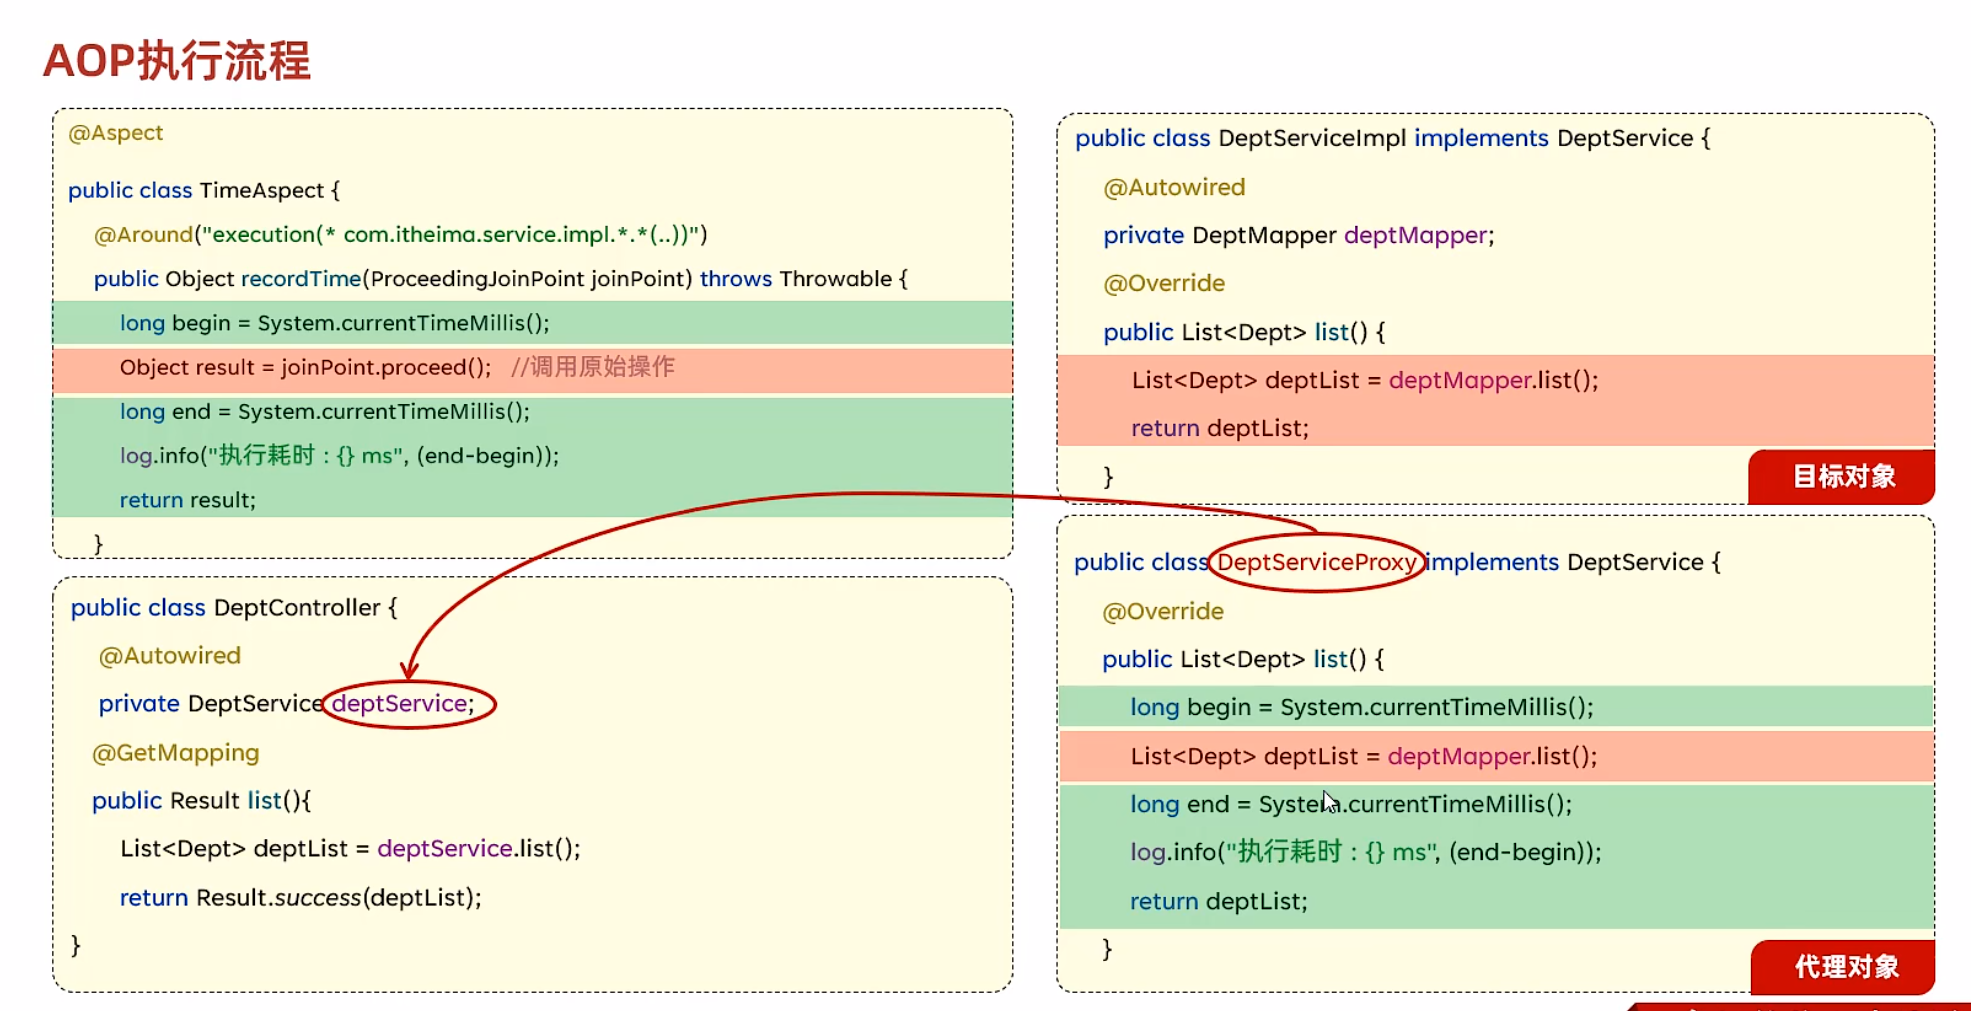 AOP执行流程
@Aspect
public class TimeAspect {
@Around("execution(* com.itheima.service.impl.*.*(..))")
public Object recordTime(ProceedingJoinPoint joinPoint) throws Throwable {
long begin = System.currentTimeMillis();
Object result = joinPoint.proceed();   //调用原始操作
long end = System.currentTimeMillis();
log.info("执行耗时 : {} ms", (end-begin));
return result;
}
public class DeptController {
@Autowired
private DeptService deptService;
@GetMapping
public Result list(){
List<Dept> deptList = deptService.list();
return Result.success(deptList);
}
public class DeptServiceImpl implements DeptService {
@Autowired
private DeptMapper deptMapper;
@Override
public List<Dept> list() {
List<Dept> deptList = deptMapper.list();
return deptList;
}
目标对象
public class DeptServiceProxy implements DeptService {
@Override
public List<Dept> list() {
long begin = System.currentTimeMillis();
List<Dept> deptList = deptMapper.list();
long end = System.currentTimeMillis();
log.info("执行耗时 : {} ms", (end-begin));
return deptList;
}
代理对象